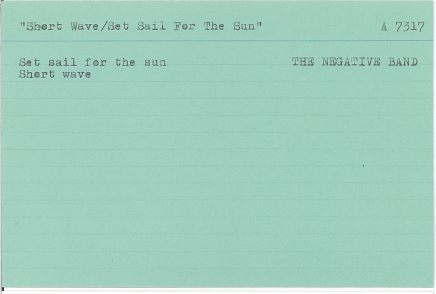 "Short Wave/Set Sail For The Sun" A 7317
Set sail for the sun THE NEGATIVE BAND
Short wave